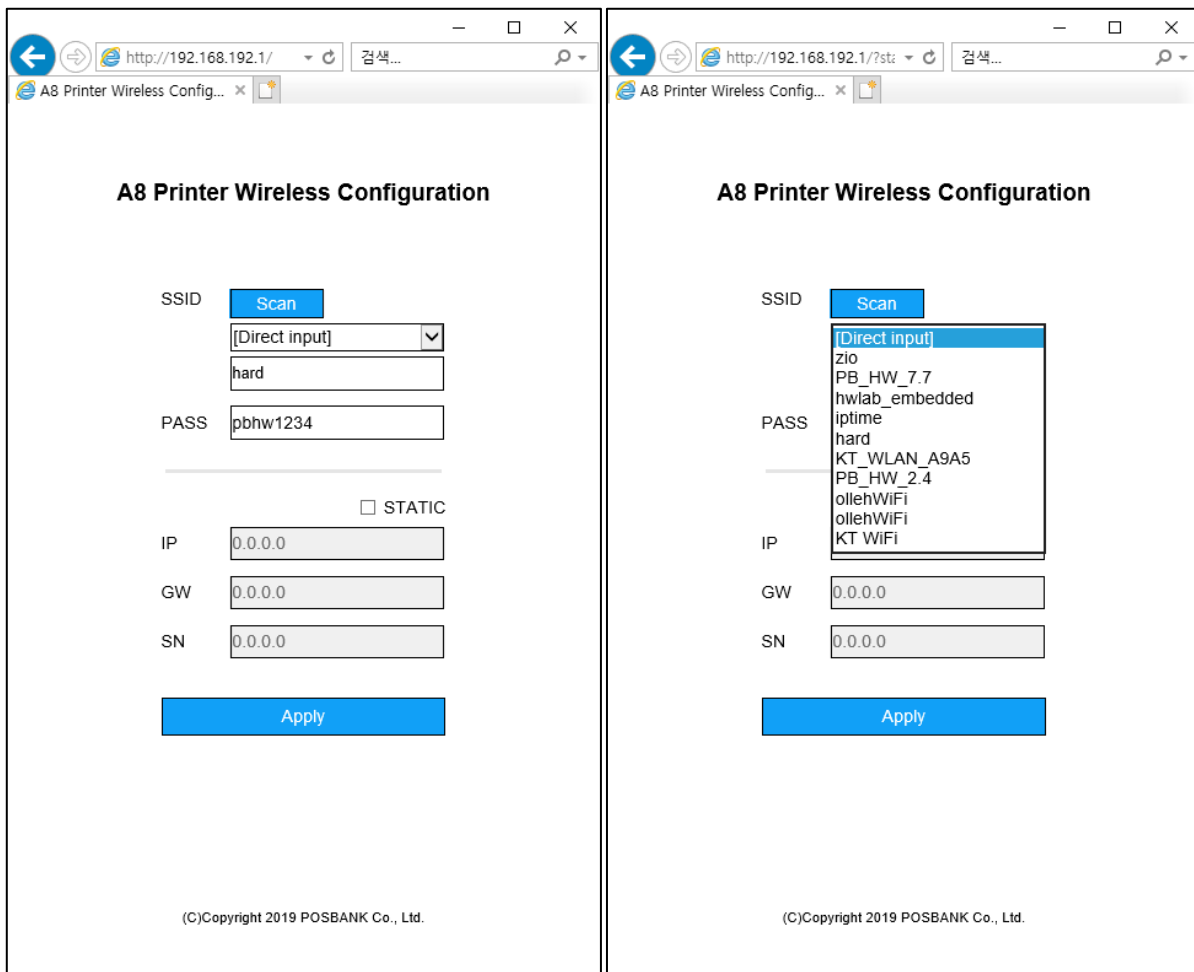 http://192.168.192.1/
검색...
A8 Printer Wireless Config...
A8 Printer Wireless Configuration
SSID
Scan
[Direct input]
hard
PASS
pbhw1234
STATIC
IP
0.0.0.0
GW
0.0.0.0
SN
0.0.0.0
Apply
(C)Copyright 2019 POSBANK Co., Ltd.
http://192.168.192.1/?sta
검색...
A8 Printer Wireless Config...
A8 Printer Wireless Configuration
SSID
Scan
[Direct input]
zio
PB_HW_7.7
hwlab_embedded
iptime
PASS
hard
KT_WLAN_A9A5
PB_HW_2.4
ollehWiFi
ollehWiFi
KT WiFi
IP
GW
0.0.0.0
SN
0.0.0.0
Apply
(C)Copyright 2019 POSBANK Co., Ltd.